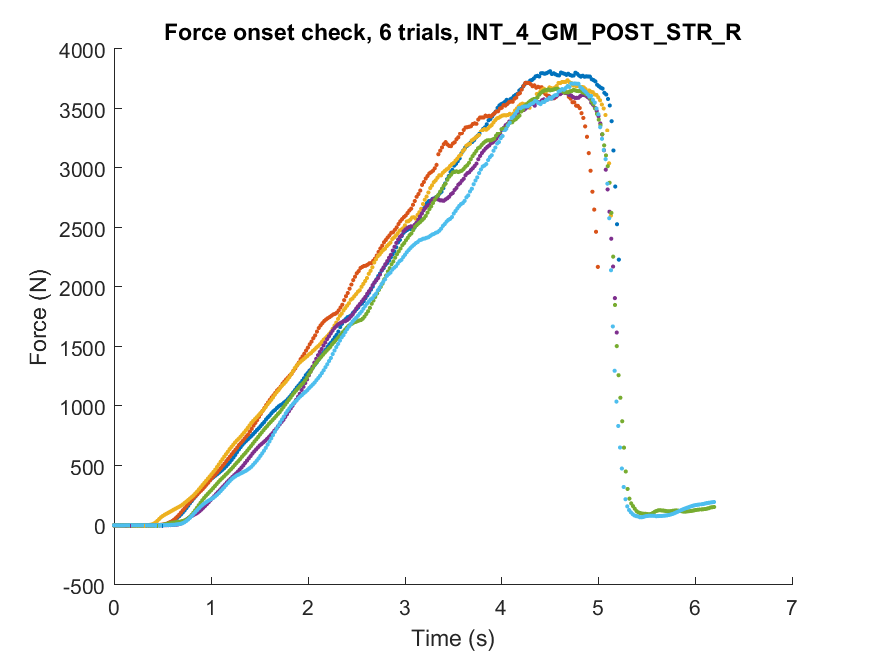 Force onset check, 6 trials, INT_4_GM_POST_STR_R
4000
3500
3000
2500
2000
1500
1000
500
0
-500
0 1 2 3 4 5 6 7
Force (N)
Time (s)